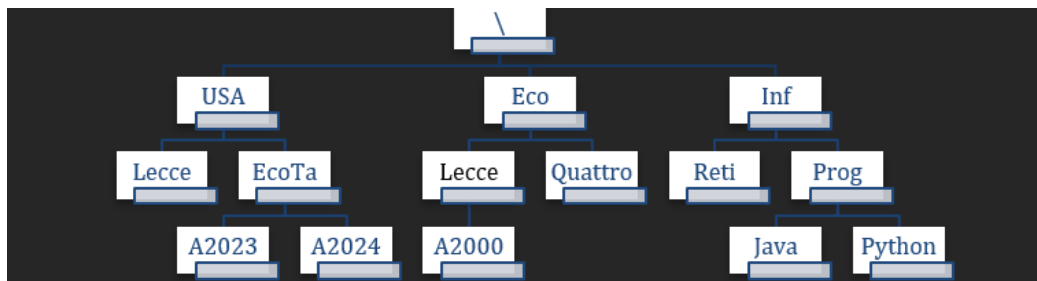 \
USA Eco Inf
Lecce EcoTa Lecce Quattro Reti Prog
A2023 A2024 A2000 Java Python